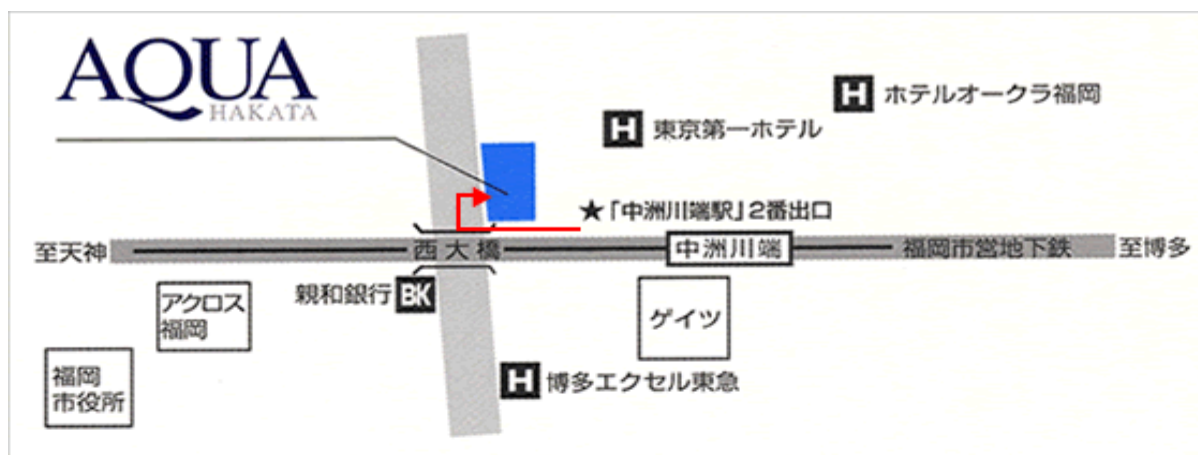 AQUA
HAKATA
H ホテルオークラ福岡
H 東京第一ホテル
★「中洲川端駅」2番出口
至天神
西大橋
中洲川端
福岡市営地下鉄
至博多
親和銀行 BK
アクロス
福岡
ゲイツ
福岡
市役所
H 博多エクセル東急